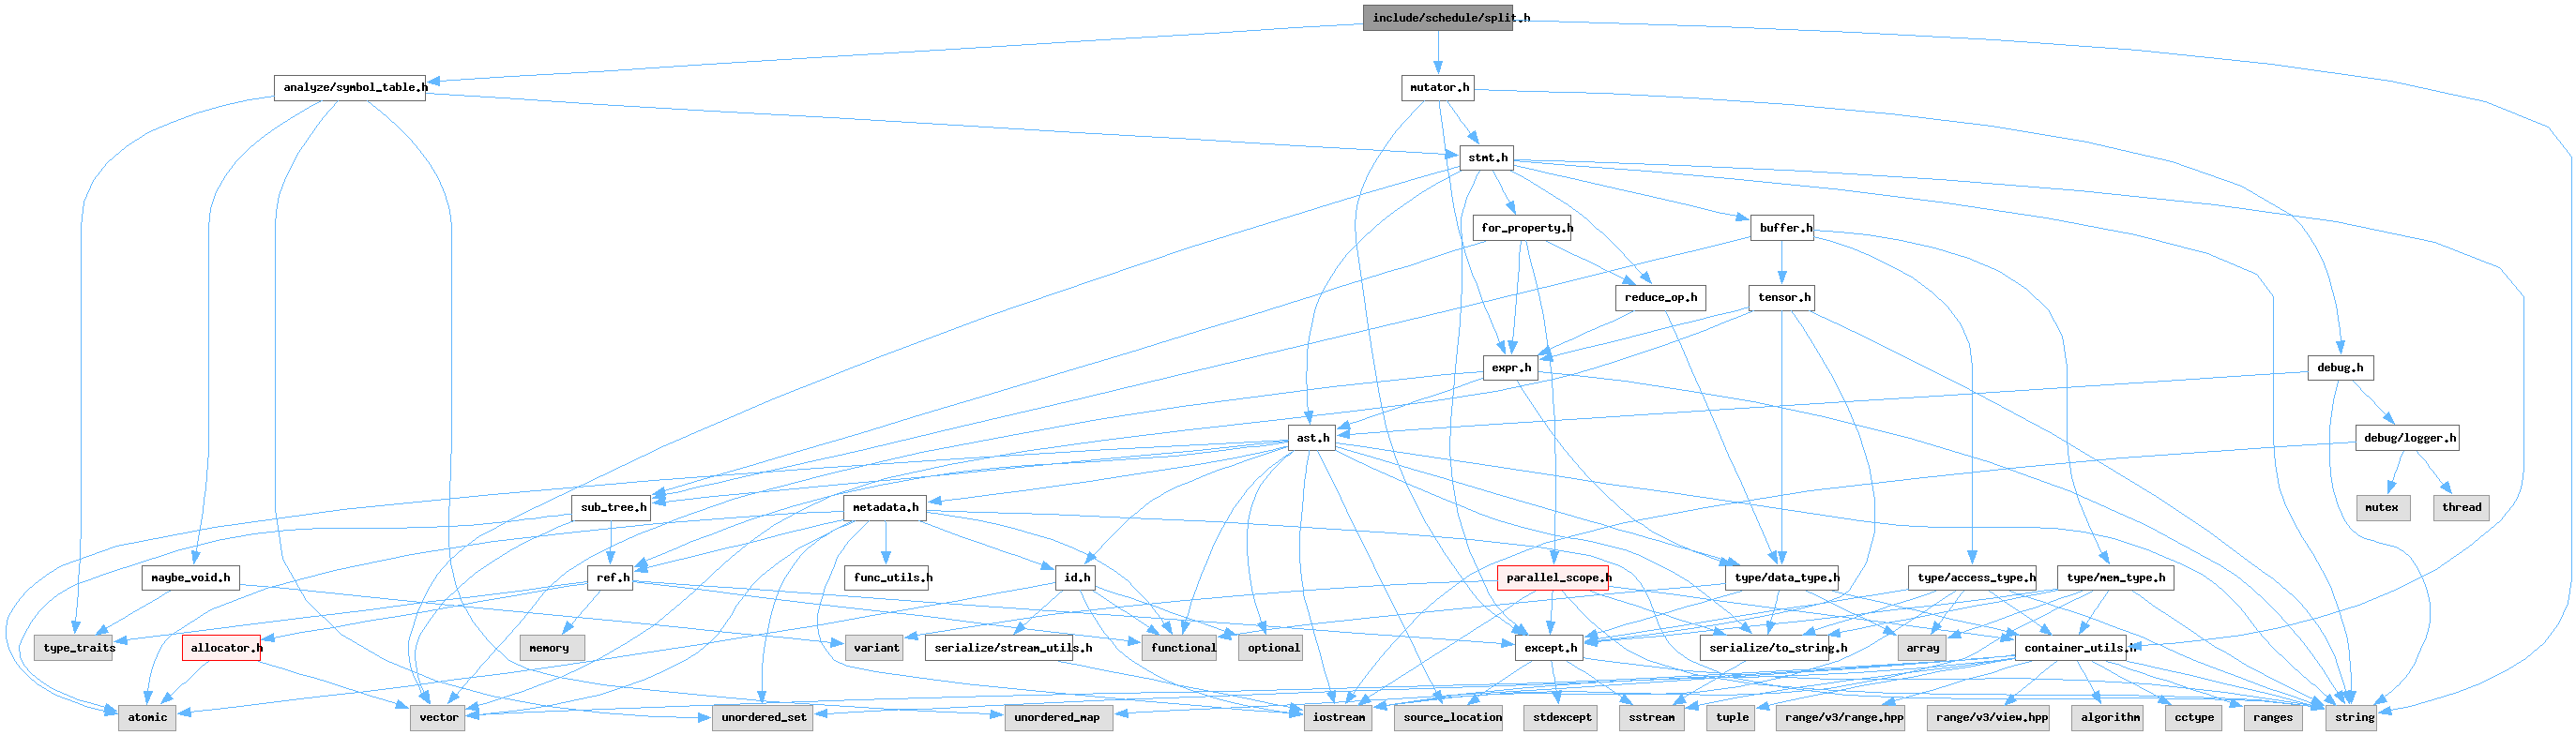 include/schedule/split.h
analyze/symbol_table.h
mutator.h
stmt.h
for_property.h
buffer.h
reduce_op.h
tensor.h
expr.h
debug.h
ast.h
debug/logger.h
sub_tree.h
metadata.h
mutex
thread
maybe_void.h
ref.h
func_utils.h
id.h
parallel_scope.h
type/data_type.h
type/access_type.h
type/mem_type.h
type_traits
allocator.h
memory
variant
serialize/stream_utils.h
functional
optional
except.h
serialize/to_string.h
array
container_utils.h
atomic
vector
unordered_set
unordered_map
iostream
source_location
stdexcept
sstream
tuple
range/v3/range.hpp
range/v3/view.hpp
algorithm
cctype
ranges
string